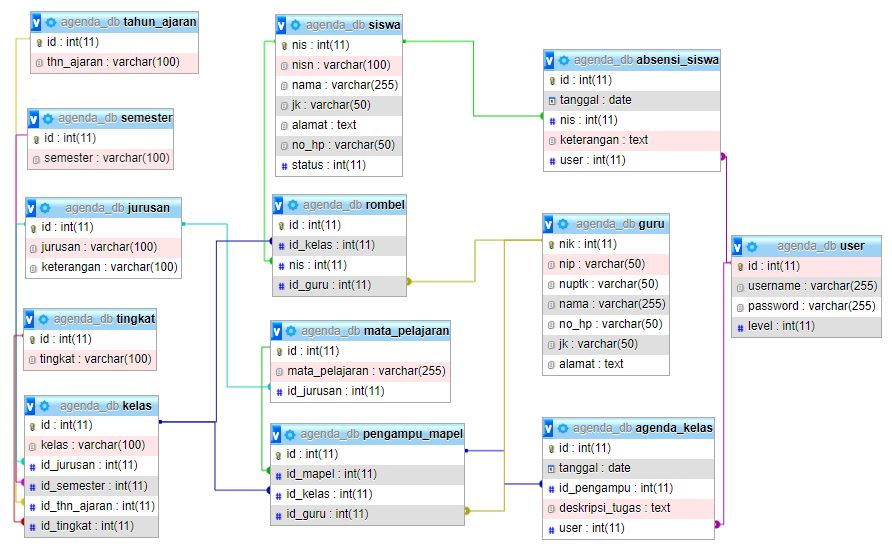 agenda_db tahun_ajaran
id : int(11)
thn_ajaran : varchar(100)
agenda_db semester
id : int(11)
semester : varchar(100)
agenda_db jurusan
id : int(11)
jurusan : varchar(100)
keterangan : varchar(100)
agenda_db tingkat
id : int(11)
tingkat : varchar(100)
agenda_db kelas
id : int(11)
kelas : varchar(100)
id_jurusan : int(11)
id_semester : int(11)
id_thn_ajaran : int(11)
id_tingkat : int(11)
agenda_db siswa
nis : int(11)
nisn : varchar(100)
nama : varchar(255)
jk : varchar(50)
alamat : text
no_hp : varchar(50)
status : int(11)
agenda_db rombel
id : int(11)
id_kelas : int(11)
nis : int(11)
id_guru : int(11)
agenda_db mata_pelajaran
id : int(11)
mata_pelajaran : varchar(255)
id_jurusan : int(11)
agenda_db pengampu_mapel
id : int(11)
id_mapel : int(11)
id_kelas : int(11)
id_guru : int(11)
agenda_db absensi_siswa
id : int(11)
tanggal : date
nis : int(11)
keterangan : text
user : int(11)
agenda_db guru
nik : int(11)
nip : varchar(50)
nuptk : varchar(50)
nama : varchar(255)
no_hp : varchar(50)
jk : varchar(50)
alamat : text
agenda_db agenda_kelas
id : int(11)
tanggal : date
id_pengampu : int(11)
deskripsi_tugas : text
user : int(11)
agenda_db user
id : int(11)
username : varchar(255)
password : varchar(255)
level : int(11)